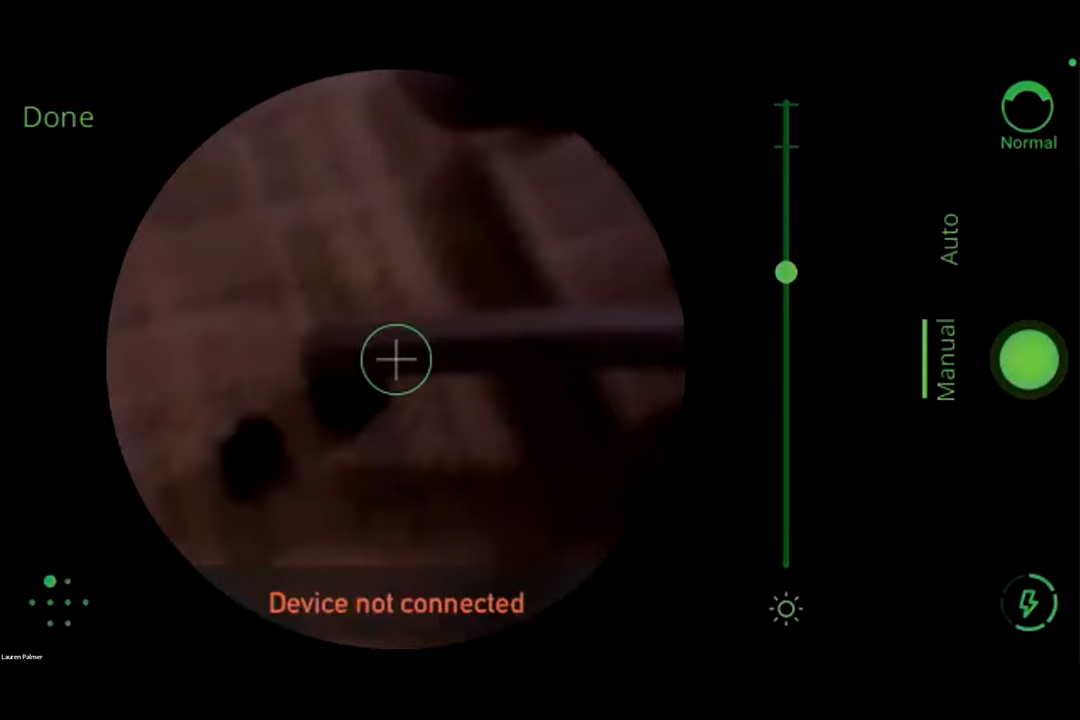 Done
Normal
Auto
Manual
Device not connected
Lauren Palmer